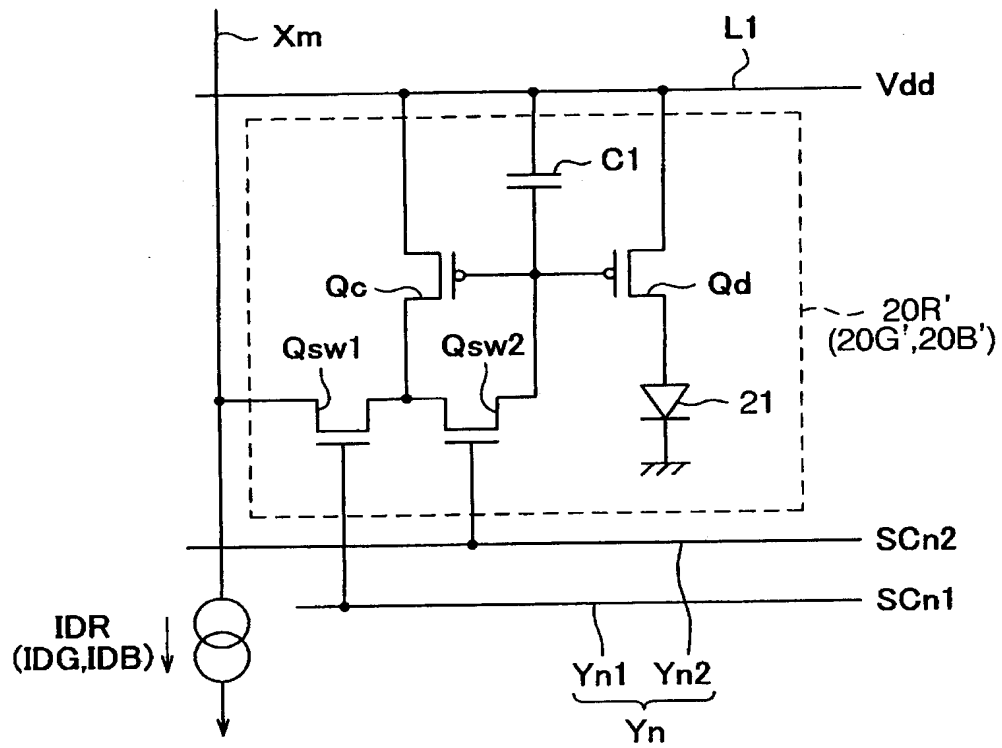 Xm
L1
Vdd
C1
Qc
Qd
20R'
(20G',20B')
Qsw1
Qsw2
21
SCn2
SCn1
IDR
(IDG,IDB)
Yn1 Yn2
Yn